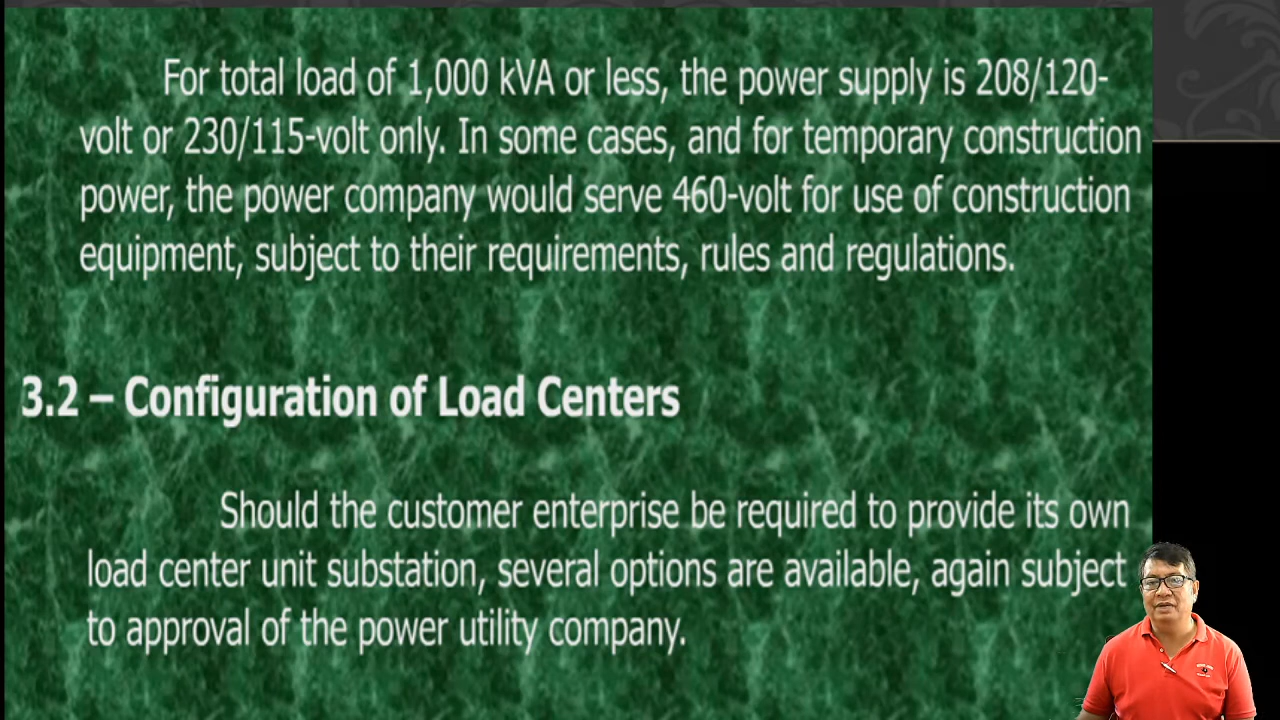 For total load of 1,000 kVA or less, the power supply is 208/120-
volt or 230/115-volt only. In some cases, and for temporary construction
power, the power company would serve 460-volt for use of construction
equipment, subject to their requirements, rules and regulations.
3.2 – Configuration of Load Centers
Should the customer enterprise be required to provide its own
load center unit substation, several options are available, again subject
to approval of the power utility company.